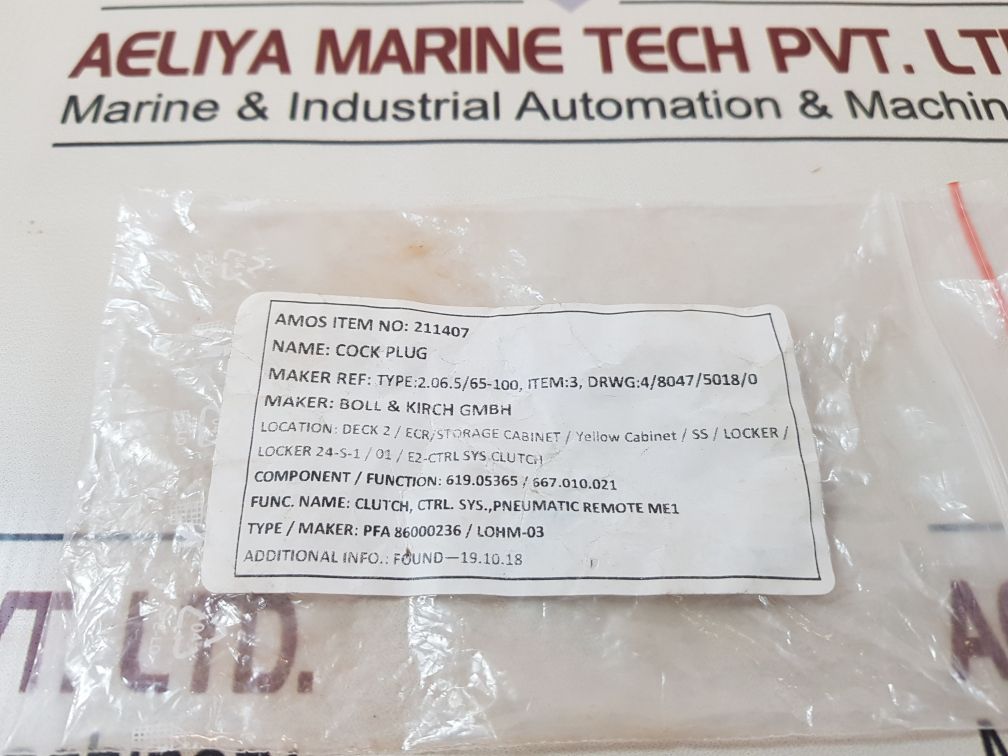 AELIYA MARINE TECH PVT. LT
Marine & Industrial Automation & Machin
AMOS ITEM NO: 211407
NAME: COCK PLUG
MAKER REF: TYPE:2.06.5/65-100, ITEM:3, DRWG:4/8047/5018/0
MAKER: BOLL & KIRCH GMBH
LOCATION: DECK 2 / ECR/STORAGE CABINET / Yellow Cabinet / SS / LOCKER /
LOCKER 24-S-1 / 01 / E2-CTRL SYS CLUTCH
COMPONENT / FUNCTION: 619.05365 / 667.010.021
FUNC. NAME: CLUTCH, CTRL. SYS.,PNEUMATIC REMOTE ME1
TYPE / MAKER: PFA 86000236 / LOHM-03
ADDITIONAL INFO.: FOUND—19.10.18
VT. LTD.